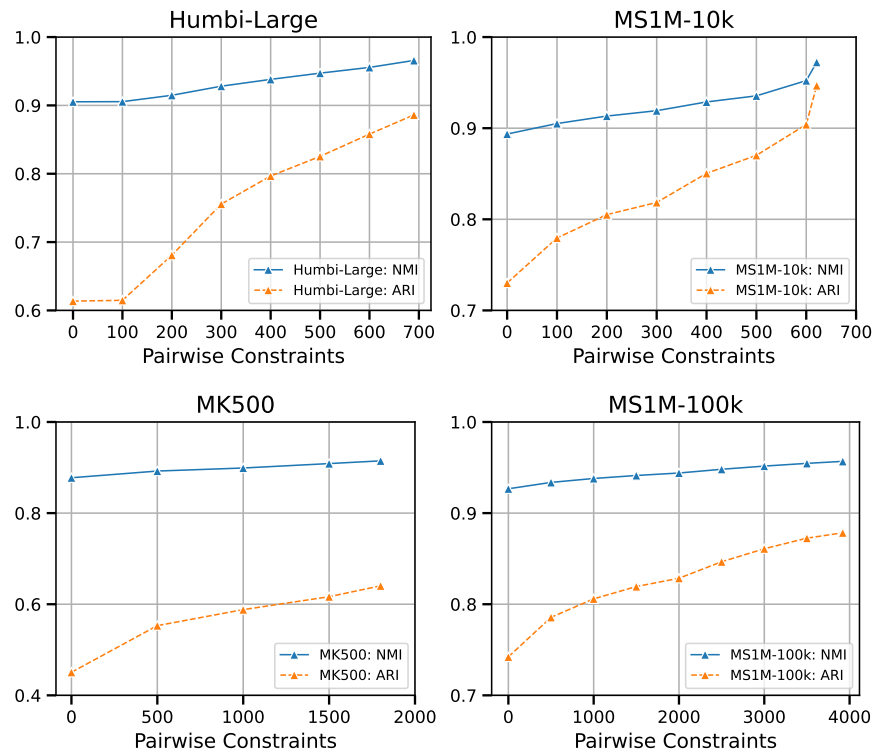 Humbi-Large
1.0
0.9
0.8
0.7
0.6
Humbi-Large: NMI
Humbi-Large: ARI
0 100 200 300 400 500 600 700
Pairwise Constraints
MS1M-10k
1.0
0.9
0.8
0.7
MS1M-10k: NMI
MS1M-10k: ARI
0 100 200 300 400 500 600 700
Pairwise Constraints
MK500
1.0
0.8
0.6
0.4
MK500: NMI
MK500: ARI
0 500 1000 1500 2000
Pairwise Constraints
MS1M-100k
1.0
0.9
0.8
0.7
MS1M-100k: NMI
MS1M-100k: ARI
0 1000 2000 3000 4000
Pairwise Constraints